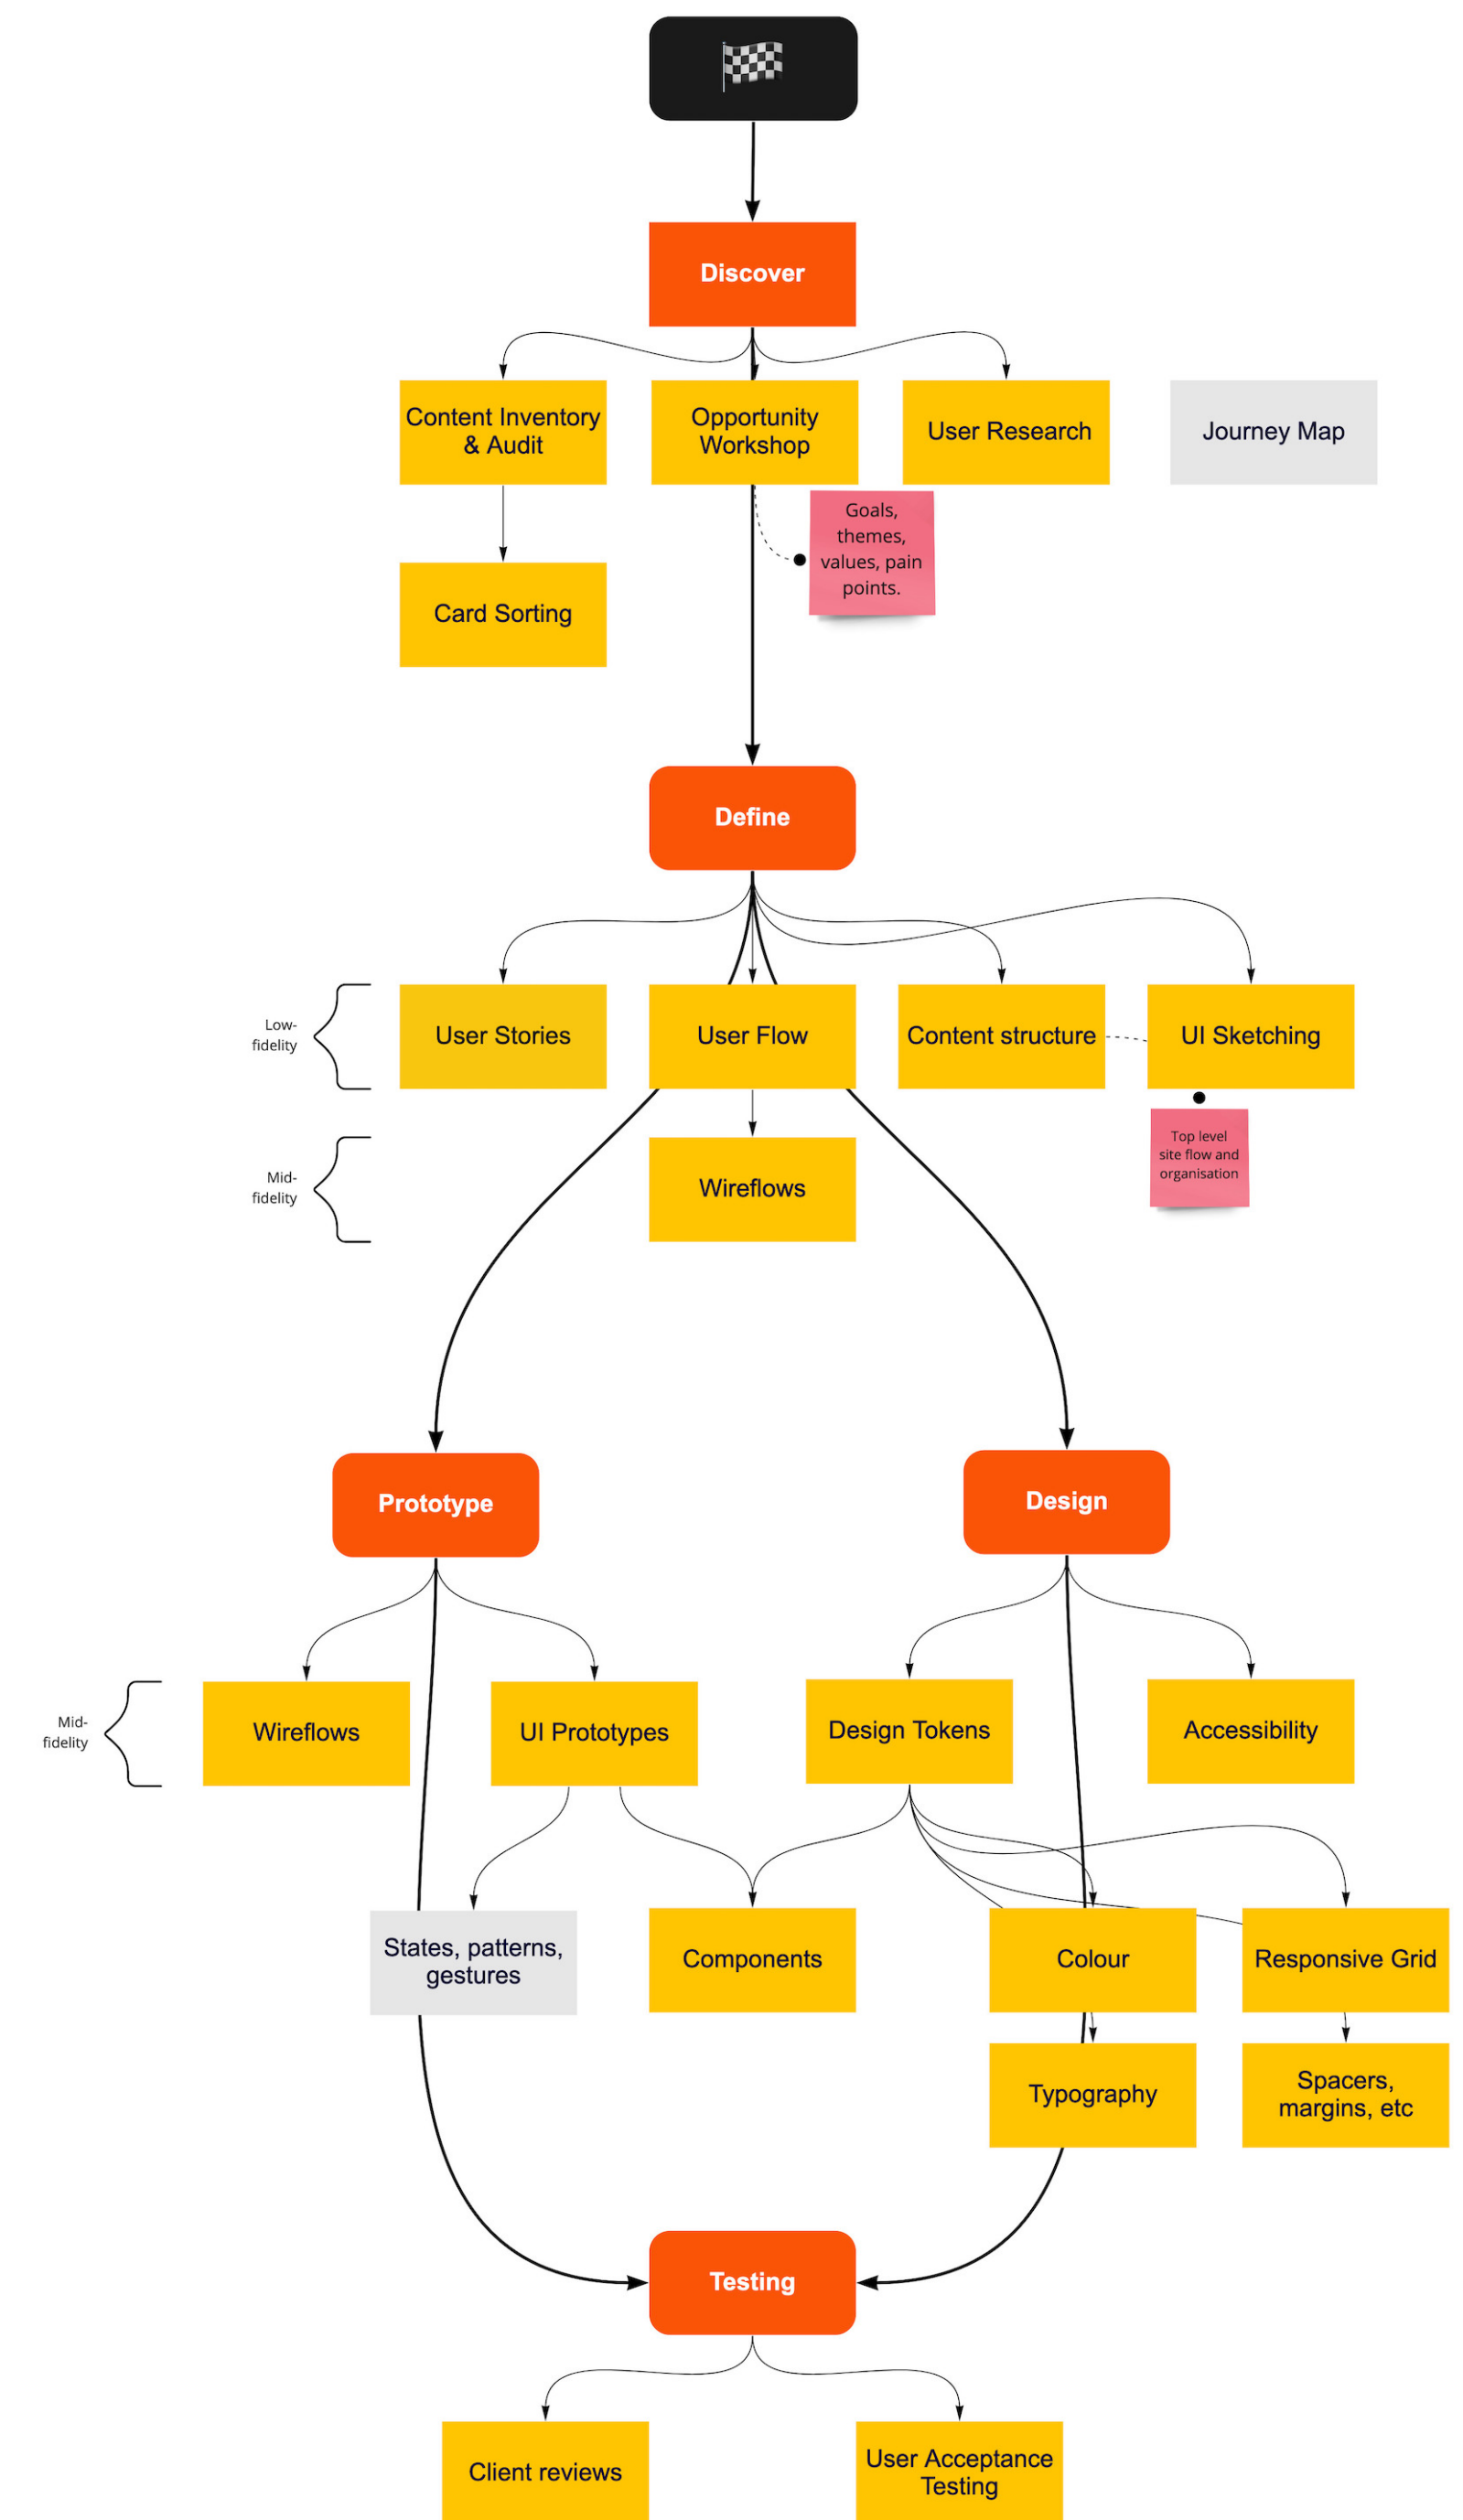 Discover
Content Inventory
& Audit
Opportunity
Workshop
User Research
Journey Map
Goals,
themes,
values, pain
points.
Card Sorting
Define
Low-
fidelity
User Stories
User Flow
Content structure
UI Sketching
Mid-
fidelity
Wireflows
Top level
site flow and
organisation
Prototype
Design
Mid-
fidelity
Wireflows
UI Prototypes
Design Tokens
Accessibility
States, patterns,
gestures
Components
Colour
Responsive Grid
Typography
Spacers,
margins, etc
Testing
Client reviews
User Acceptance
Testing